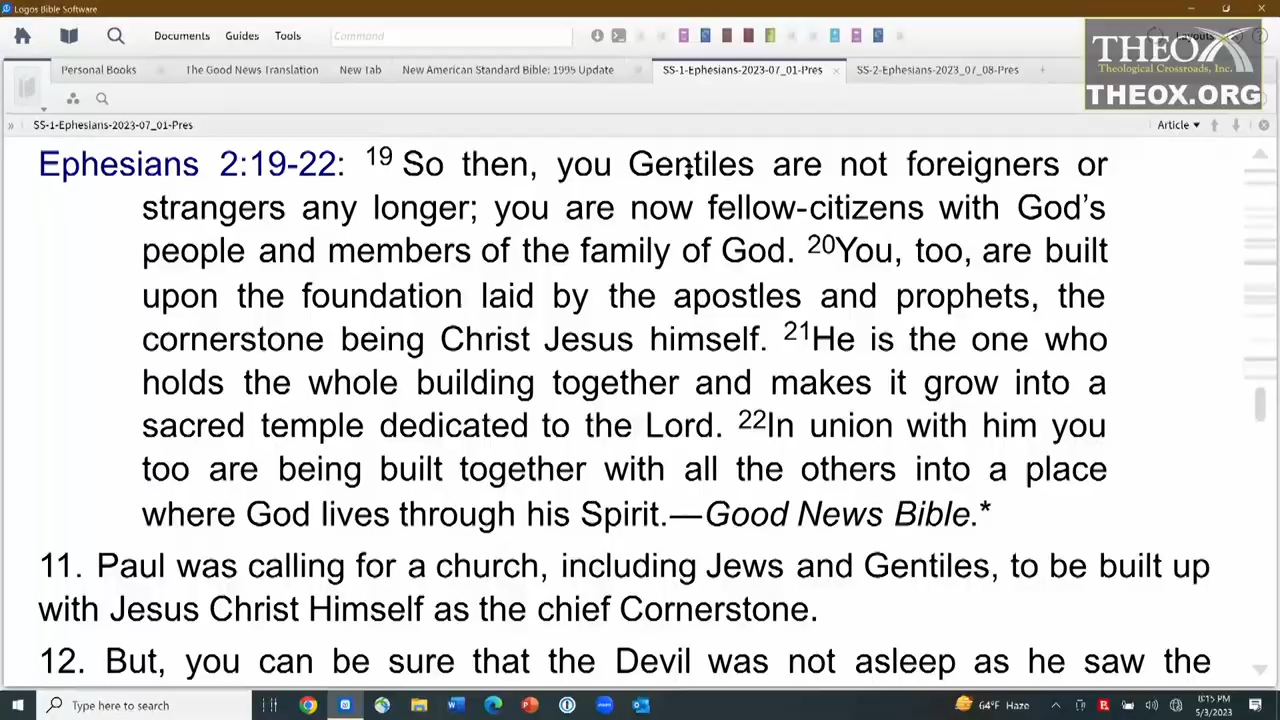 Logos Bible Software
Documents Guides Tools Command Layouts
THEOX
Theological Crossroads, Inc.
THEOX.ORG
Personal Books The Good News Translation New Tab SS-1-Ephesians-2023-07_01-Pres SS-2-Ephesians-2023_07_08-Pres
SS-1-Ephesians-2023-07_01-Pres Article
Ephesians 2:19-22: 19 So then, you Gentiles are not foreigners or
strangers any longer; you are now fellow-citizens with God's
people and members of the family of God. 20You, too, are built
upon the foundation laid by the apostles and prophets, the
cornerstone being Christ Jesus himself. 21He is the one who
holds the whole building together and makes it grow into a
sacred temple dedicated to the Lord. 22In union with him you
too are being built together with all the others into a place
where God lives through his Spirit.—Good News Bible.*
11. Paul was calling for a church, including Jews and Gentiles, to be built up
with Jesus Christ Himself as the chief Cornerstone.
12. But, you can be sure that the Devil was not asleep as he saw the
Type here to search 64°F Haze 8:15 PM
5/3/2023